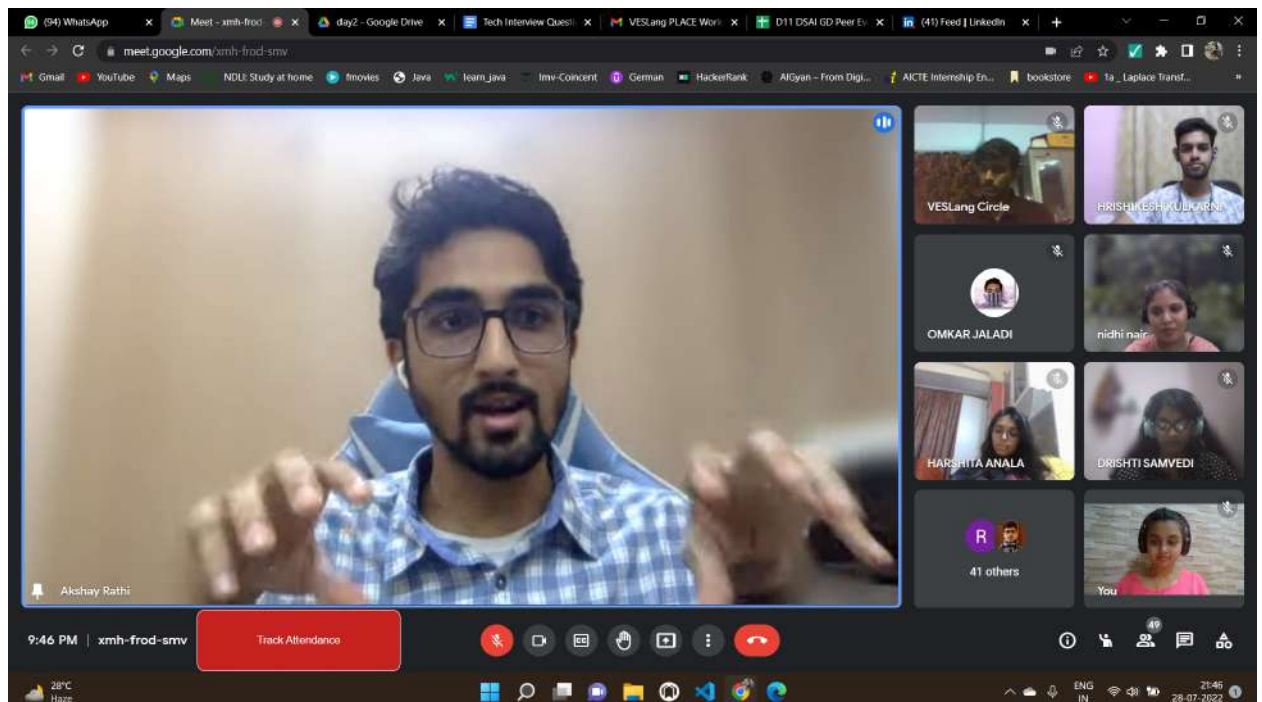 (94) WhatsApp
Meet - xmh-frod-
day2 - Google Drive
Tech Interview Questi
VESLang PLACE Work
D11 DSAI GD Peer Ev
(41) Feed | LinkedIn
meet.google.com/xmh-frod-smv
Gmail
YouTube
Maps
NDLI: Study at home
fmovies
Java
learn_java
Imv-Coincent
German
HackerRank
AIGyan – From Digi...
AICTE Internship En...
bookstore
1a _ Laplace Transf...
»
VESLang Circle
HRISHIKESH KULKARNI
OMKAR JALADI
nidhi nair
HARSHITA ANALA
DRISHTI SAMVEDI
R
41 others
You
Akshay Rathi
9:46 PM | xmh-frod-smv
Track Attendance
CC
49
28°C
Haze
ENG
IN
21:46
28-07-2022